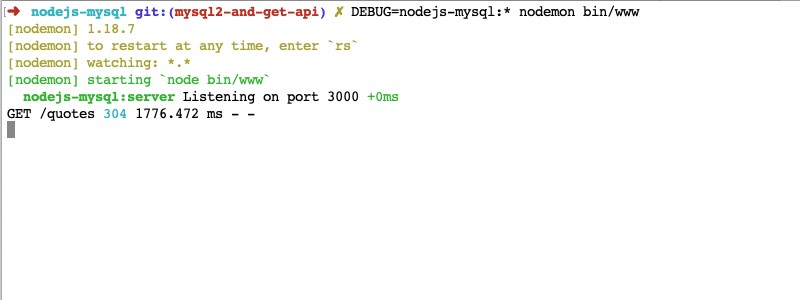 ➜  nodejs-mysql git:(mysql2-and-get-api) ✗ DEBUG=nodejs-mysql:* nodemon bin/www
[nodemon] 1.18.7
[nodemon] to restart at any time, enter `rs`
[nodemon] watching: *.*
[nodemon] starting `node bin/www`
  nodejs-mysql:server Listening on port 3000 +0ms
GET /quotes 304 1776.472 ms - -